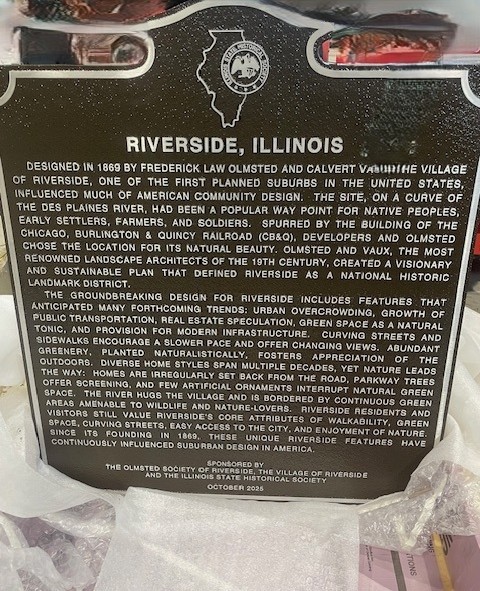 ILLINOIS STATE HISTORICAL SOCIETY
RIVERSIDE, ILLINOIS
DESIGNED IN 1869 BY FREDERICK LAW OLMSTED AND CALVERT THE VILLAGE
OF RIVERSIDE, ONE OF THE FIRST PLANNED SUBURBS IN THE UNITED STATES,
INFLUENCED MUCH OF AMERICAN COMMUNITY DESIGN. THE SITE, ON A CURVE OF
THE DES PLAINES RIVER, HAD BEEN A POPULAR WAY POINT FOR NATIVE PEOPLES,
EARLY SETTLERS, FARMERS, AND SOLDIERS. SPURRED BY THE BUILDING OF THE
CHICAGO, BURLINGTON & QUINCY RAILROAD (CB&Q), DEVELOPERS AND OLMSTED
CHOSE THE LOCATION FOR ITS NATURAL BEAUTY. OLMSTED AND VAUX, THE MOST
RENOWNED LANDSCAPE ARCHITECTS OF THE 19TH CENTURY, CREATED A VISIONARY
AND SUSTAINABLE PLAN THAT DEFINED RIVERSIDE AS A NATIONAL HISTORIC
LANDMARK DISTRICT.
THE GROUNDBREAKING DESIGN FOR RIVERSIDE INCLUDES FEATURES THAT
ANTICIPATED MANY FORTHCOMING TRENDS: URBAN OVERCROWDING, GROWTH OF
PUBLIC TRANSPORTATION, REAL ESTATE SPECULATION, GREEN SPACE AS A NATURAL
TONIC, AND PROVISION FOR MODERN INFRASTRUCTURE. CURVING STREETS AND
SIDEWALKS ENCOURAGE A SLOWER PACE AND OFFER CHANGING VIEWS. ABUNDANT
GREENERY, PLANTED NATURALISTICALLY, FOSTERS APPRECIATION OF THE
OUTDOORS. DIVERSE HOME STYLES SPAN MULTIPLE DECADES, YET NATURE LEADS
THE WAY: HOMES ARE IRREGULARLY SET BACK FROM THE ROAD, PARKWAY TREES
OFFER SCREENING, AND FEW ARTIFICIAL ORNAMENTS INTERRUPT NATURAL GREEN
SPACE. THE RIVER HUGS THE VILLAGE AND IS BORDERED BY CONTINUOUS GREEN
AREAS AMENABLE TO WILDLIFE AND NATURE-LOVERS. RIVERSIDE RESIDENTS AND
VISITORS STILL VALUE RIVERSIDE'S CORE ATTRIBUTES OF WALKABILITY, GREEN
SPACE, CURVING STREETS, EASY ACCESS TO THE CITY, AND ENJOYMENT OF NATURE.
SINCE ITS FOUNDING IN 1869, THESE UNIQUE RIVERSIDE FEATURES HAVE
CONTINUOUSLY INFLUENCED SUBURBAN DESIGN IN AMERICA.
SPONSORED BY
THE OLMSTED SOCIETY OF RIVERSIDE, THE VILLAGE OF RIVERSIDE
AND THE ILLINOIS STATE HISTORICAL SOCIETY
OCTOBER 2025